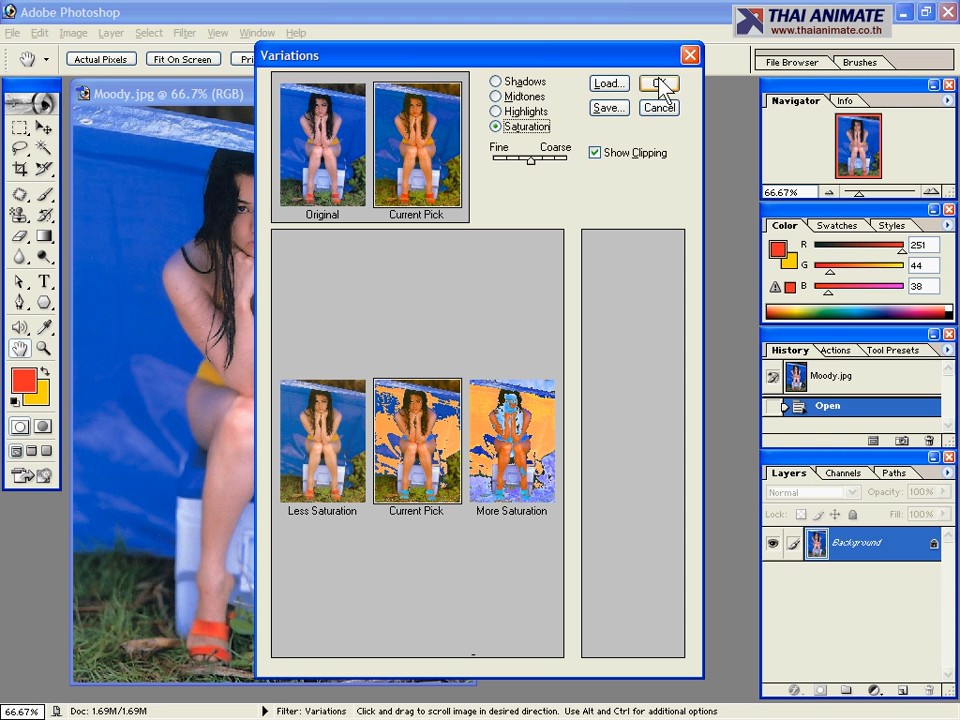 Adobe Photoshop
THAI ANIMATE
www.thaianimate.co.th
File Edit Image Layer Select Filter View Window Help
Actual Pixels Fit On Screen Pri
File Browser Brushes
Variations
Moody.jpg @ 66.7% (RGB)
Shadows
Midtones
Highlights
Saturation
Load...
Save... Cancel
Fine Coarse
Show Clipping
Original Current Pick
Less Saturation Current Pick More Saturation
Navigator Info
66.67%
Color Swatches Styles
R 251
G 44
B 38
History Actions Tool Presets
Moody.jpg
Open
Layers Channels Paths
Normal Opacity: 100%
Lock: Fill: 100%
Background
66.67% Doc: 1.69M/1.69M Filter: Variations Click and drag to scroll image in desired direction. Use Alt and Ctrl for additional options